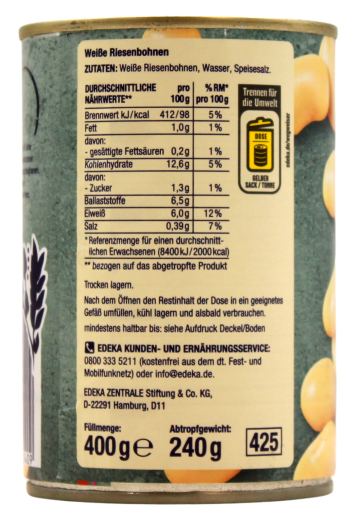 Weiße Riesenbohnen
ZUTATEN: Weiße Riesenbohnen, Wasser, Speisesalz.
DURCHSCHNITTLICHE pro % RM*
NÄHRWERTE** 100g pro 100g
Brennwert kJ/kcal 412/98 5%
Fett 1,0g 1%
davon:
- gesättigte Fettsäuren 0,2g 1%
Kohlenhydrate 12,6g 5%
davon:
- Zucker 1,3g 1%
Ballaststoffe 6,5g
Eiweiß 6,0g 12%
Salz 0,39g 7%
* Referenzmenge für einen durchschnitt-
lichen Erwachsenen (8400kJ/2000kcal)
** bezogen auf das abgetropfte Produkt
Trocken lagern.
Nach dem Öffnen den Restinhalt der Dose in ein geeignetes
Gefäß umfüllen, kühl lagern und alsbald verbrauchen.
mindestens haltbar bis: siehe Aufdruck Deckel/Boden
EDEKA KUNDEN- UND ERNÄHRUNGSSERVICE:
0800 333 5211 (kostenfrei aus dem dt. Fest- und
Mobilfunknetz) oder info@edeka.de.
EDEKA ZENTRALE Stiftung & Co. KG,
D-22291 Hamburg, D11
Füllmenge: Abtropfgewicht:
400g℮ 240g 425
Trennen für
die Umwelt
DOSE
GELBER
SACK / TONNE
edeka.de/wegweiser